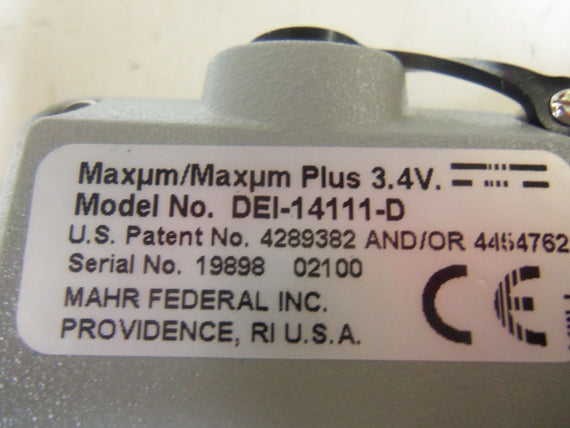 Maxµm/Maxµm Plus 3.4V.
Model No. DEI-14111-D
U.S. Patent No. 4289382 AND/OR 4454762
Serial No. 19898 02100
MAHR FEDERAL INC.
PROVIDENCE, RI U.S.A.
CE